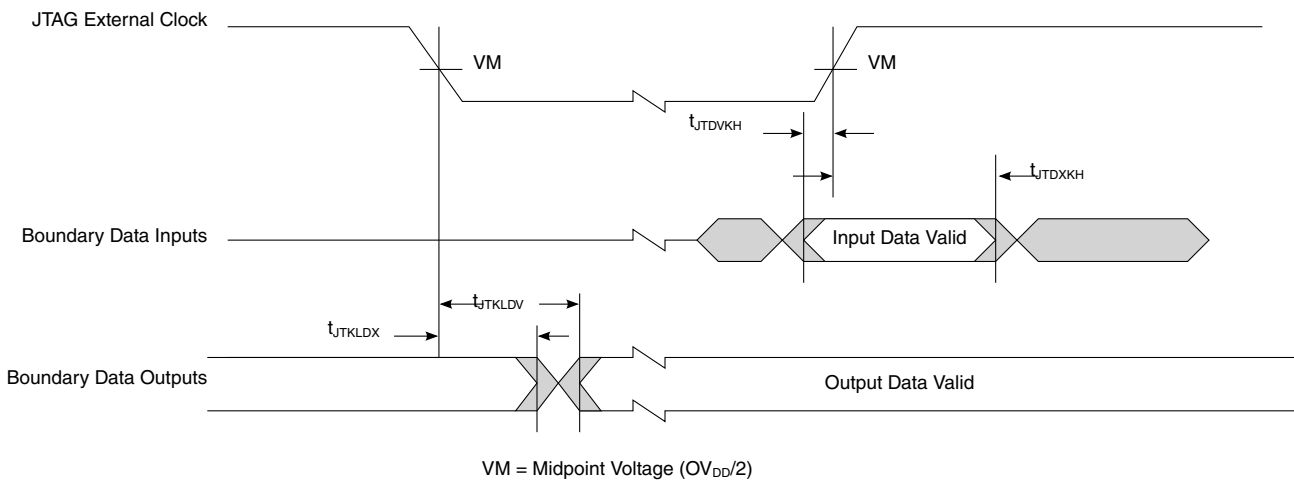 JTAG External Clock
VM
VM
tJTDVKH
tJTDXKH
Boundary Data Inputs
Input Data Valid
tJTKLDV
tJTKLDX
Boundary Data Outputs
Output Data Valid
VM = Midpoint Voltage (OVDD/2)